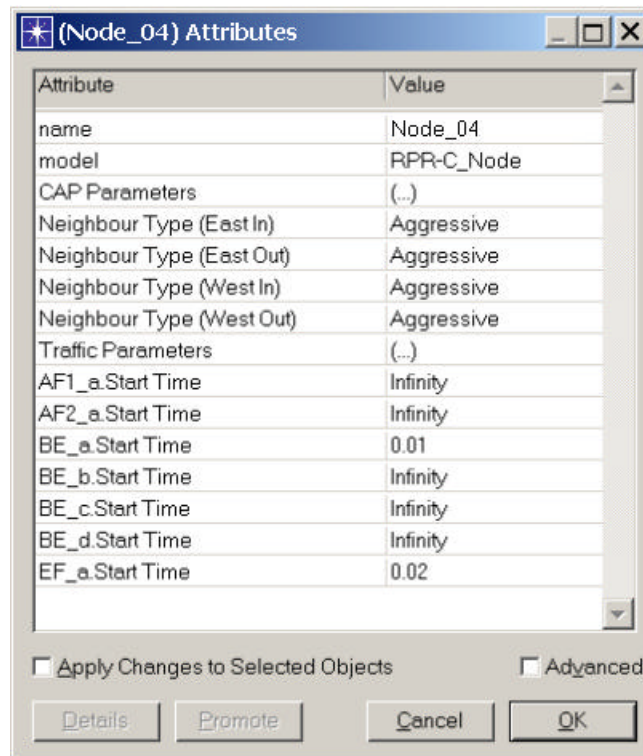 (Node_04) Attributes
Attribute Value
name Node_04
model RPR-C_Node
CAP Parameters (...)
Neighbour Type (East In) Aggressive
Neighbour Type (East Out) Aggressive
Neighbour Type (West In) Aggressive
Neighbour Type (West Out) Aggressive
Traffic Parameters (...)
AF1_a.Start Time Infinity
AF2_a.Start Time Infinity
BE_a.Start Time 0.01
BE_b.Start Time Infinity
BE_c.Start Time Infinity
BE_d.Start Time Infinity
EF_a.Start Time 0.02
Apply Changes to Selected Objects Advanced
Details Promote Cancel OK